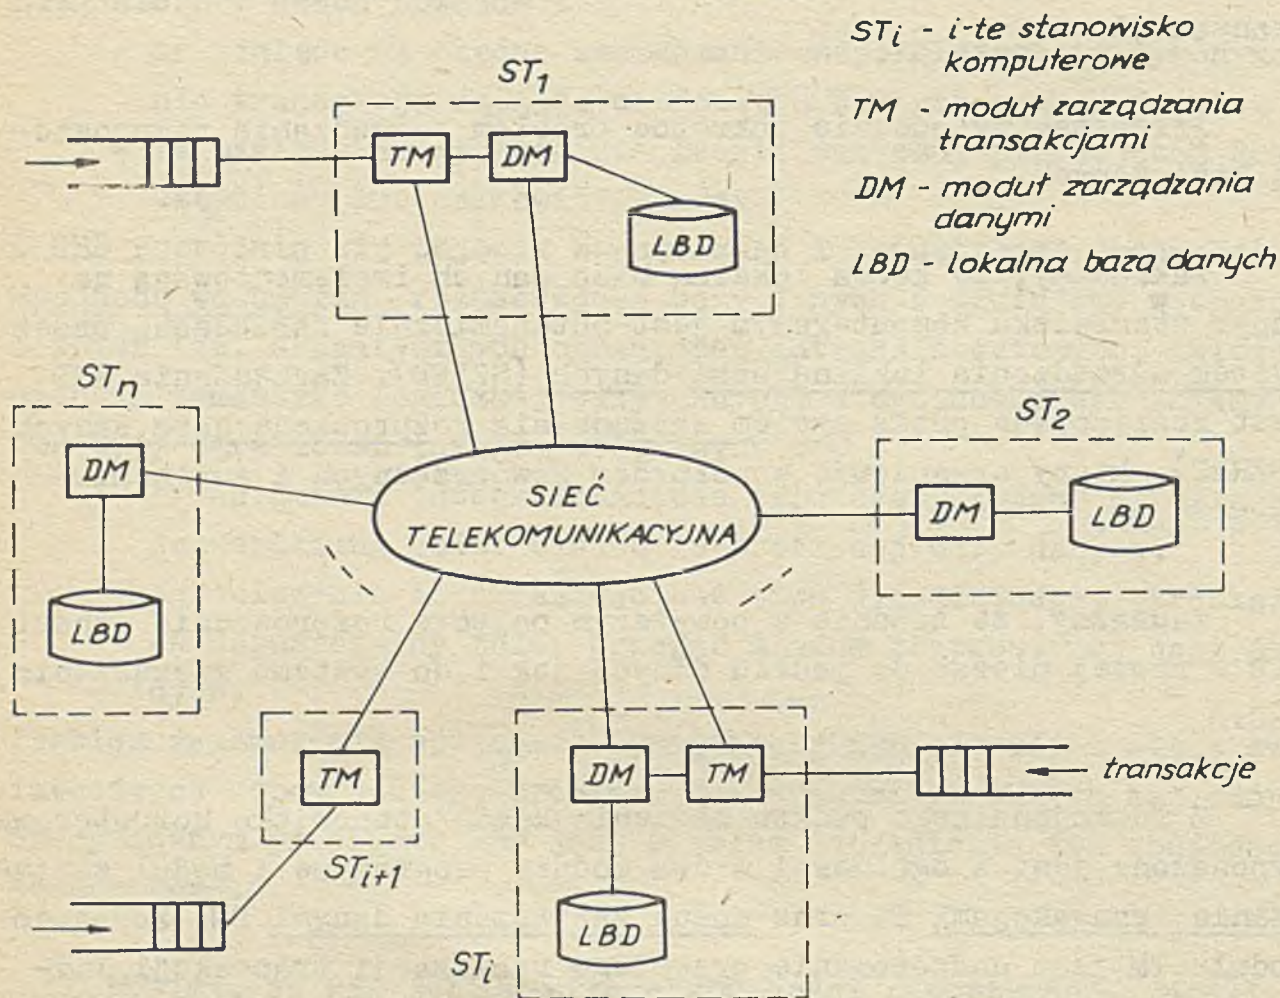 ST₁
TM
DM
LBD
STi - i-te stanowisko
komputerowe
TM - moduł zarządzania
transakcjami
DM - moduł zarządzania
danymi
LBD - lokalna baza danych
STn
DM
LBD
SIEĆ
TELEKOMUNIKACYJNA
ST₂
DM
LBD
TM
STi+1
DM
TM
LBD
STi
transakcje